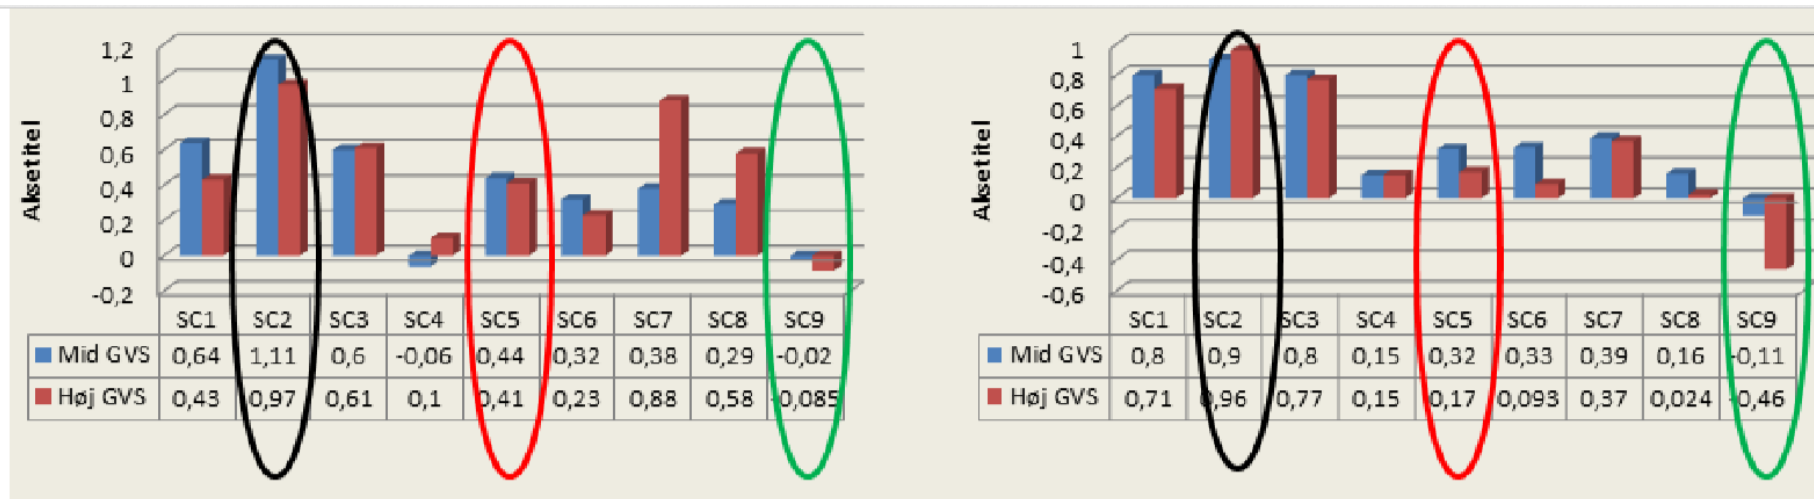 Aksetitel
1,2
1
0,8
0,6
0,4
0,2
0
-0,2
SC1 SC2 SC3 SC4 SC5 SC6 SC7 SC8 SC9
Mid GVS 0,64 1,11 0,6 -0,06 0,44 0,32 0,38 0,29 -0,02
Høj GVS 0,43 0,97 0,61 0,1 0,41 0,23 0,88 0,58 -0,085
Aksetitel
1
0,8
0,6
0,4
0,2
0
-0,2
-0,4
-0,6
SC1 SC2 SC3 SC4 SC5 SC6 SC7 SC8 SC9
Mid GVS 0,8 0,9 0,8 0,15 0,32 0,33 0,39 0,16 -0,11
Høj GVS 0,71 0,96 0,77 0,15 0,17 0,093 0,37 0,024 -0,46